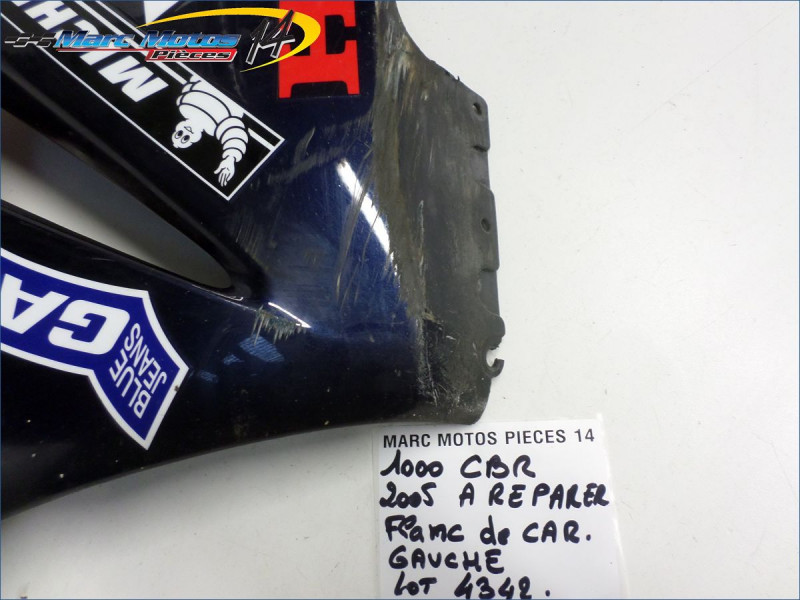 Marc Motos 14
Pièces
MICH
H
GA
BLUE
JEANS
MARC MOTOS PIECES 14
1000 CBR
2005 A REPARER
Flanc de CAR.
GAUCHE
LOT 4342.